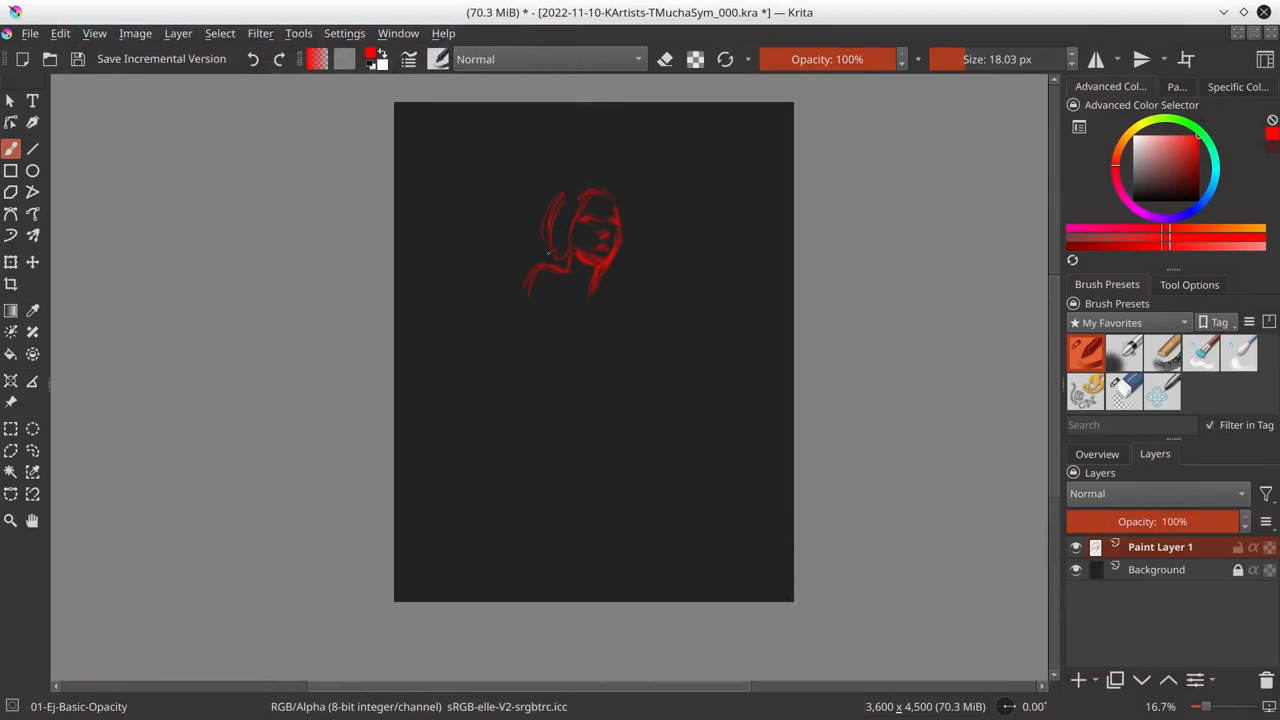 (70.3 MiB) * - [2022-11-10-KArtists-TMuchaSym_000.kra *] — Krita
File Edit View Image Layer Select Filter Tools Settings Window Help
Save Incremental Version Normal Opacity: 100% Size: 18.03 px
Advanced Col... Pa... Specific Col...
Advanced Color Selector
Brush Presets Tool Options
Brush Presets
★ My Favorites Tag
Search Filter in Tag
Overview Layers
Layers
Normal
Opacity: 100%
Paint Layer 1
Background
01-Ej-Basic-Opacity RGB/Alpha (8-bit integer/channel) sRGB-elle-V2-srgbtrc.icc 3,600 x 4,500 (70.3 MiB) 0.00° 16.7%